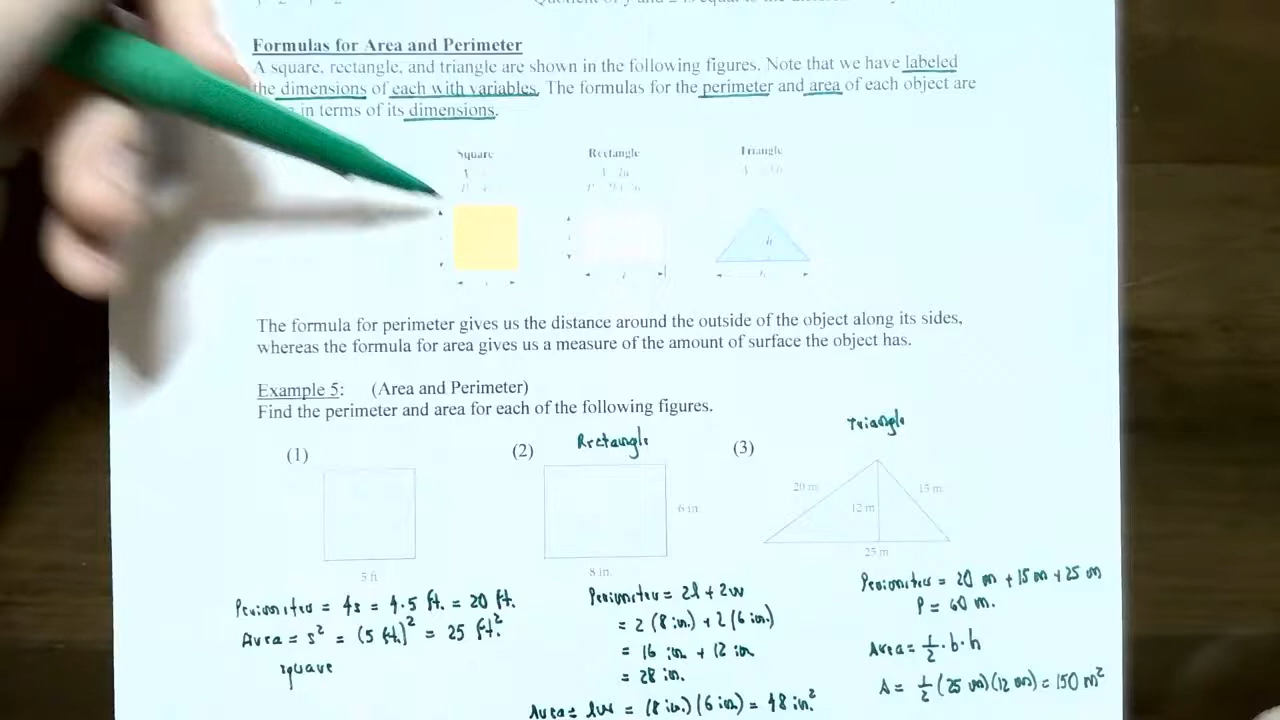 Formulas for Area and Perimeter
A square, rectangle, and triangle are shown in the following figures. Note that we have labeled
the dimensions of each with variables. The formulas for the perimeter and area of each object are
in terms of its dimensions.
Square Rectangle Triangle
h
The formula for perimeter gives us the distance around the outside of the object along its sides,
whereas the formula for area gives us a measure of the amount of surface the object has.
Example 5: (Area and Perimeter)
Find the perimeter and area for each of the following figures.
(1) (2) Rectangle (3) Triangle
20 m 15 m
6 in. 12 m
5 ft 8 in. 25 m
Perimeter = 4s = 4·5 ft. = 20 ft.
Area = s² = (5 ft.)² = 25 ft.²
square
Perimeter = 2l + 2w
= 2 (8 in.) + 2 (6 in.)
= 16 in + 12 in
= 28 in.
Area = lw = (8 in.) (6 in.) = 48 in.²
Perimeter = 20 m + 15 m + 25 m
P = 60 m.
Area = 1/2 · b · h
A = 1/2 (25 m) (12 m) = 150 m²